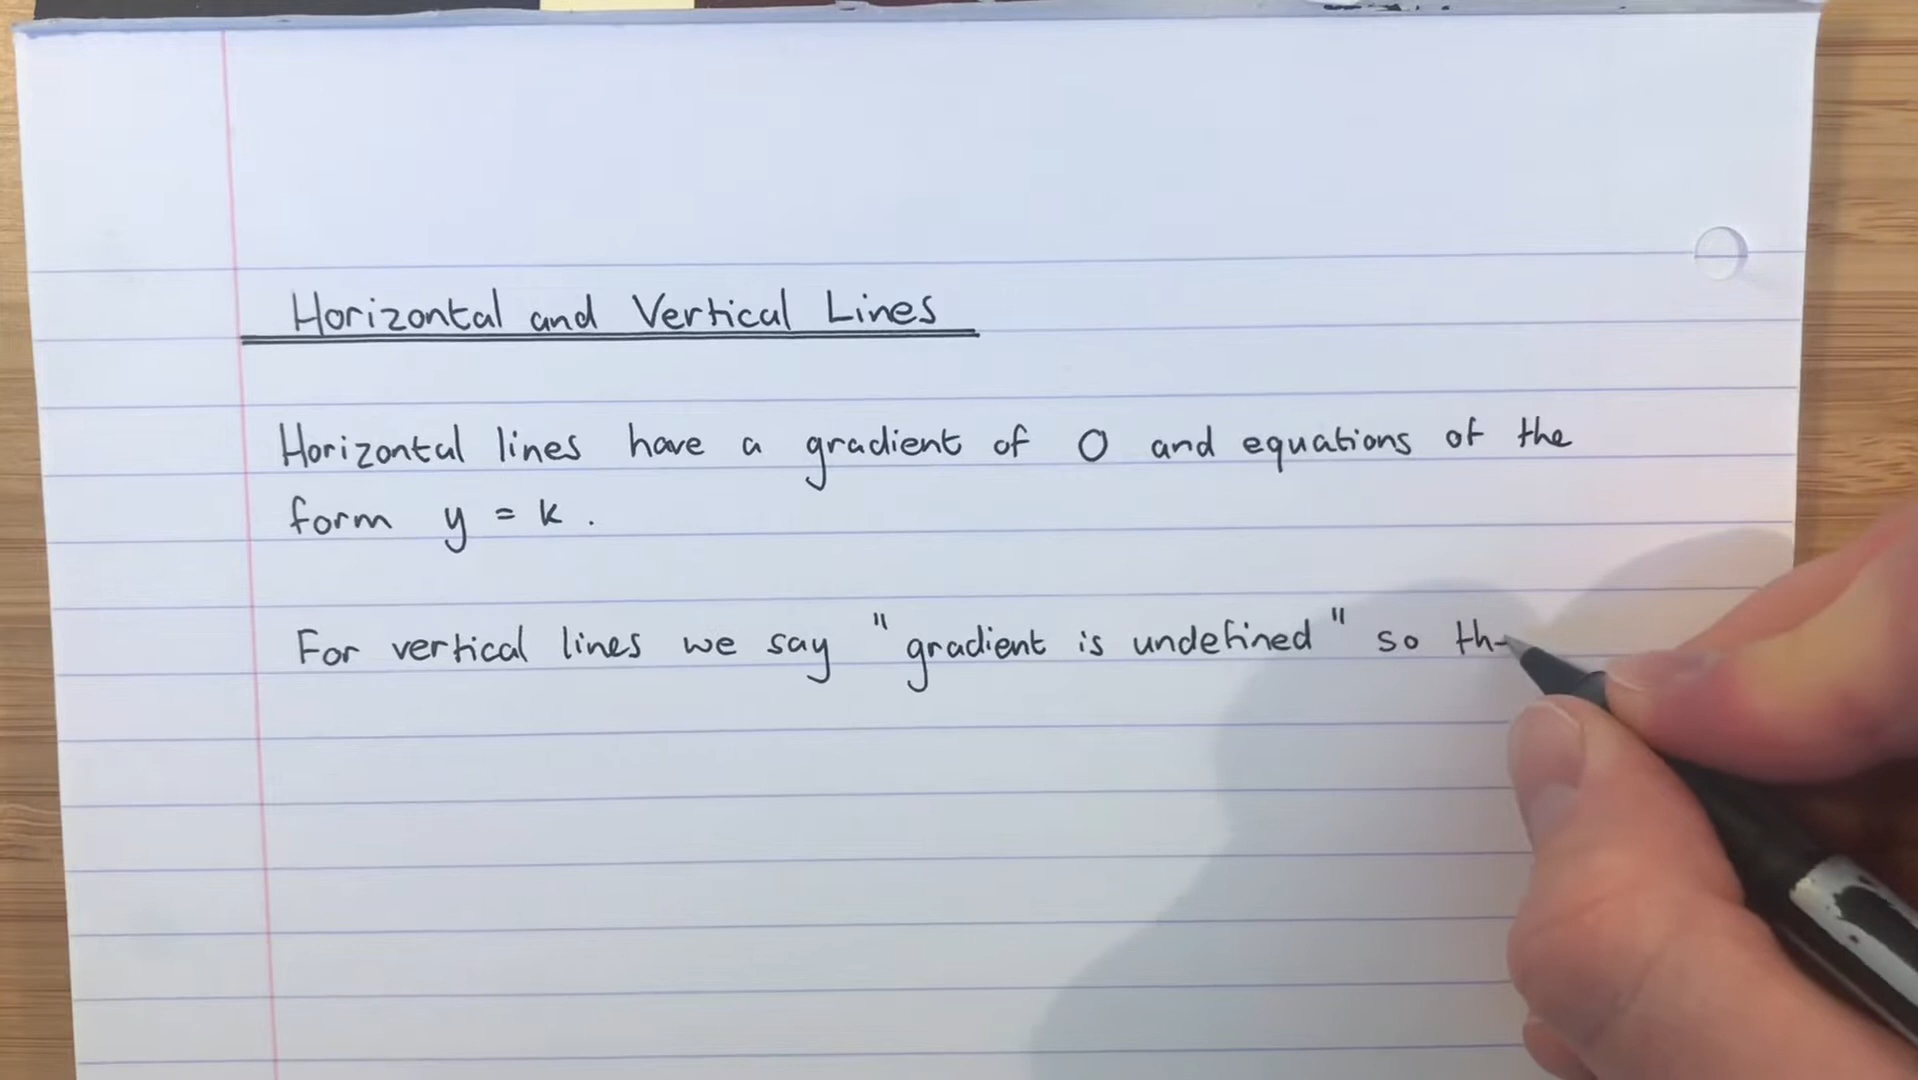 Horizontal and Vertical Lines
Horizontal lines have a gradient of 0 and equations of the
form y = k .
For vertical lines we say "gradient is undefined" so